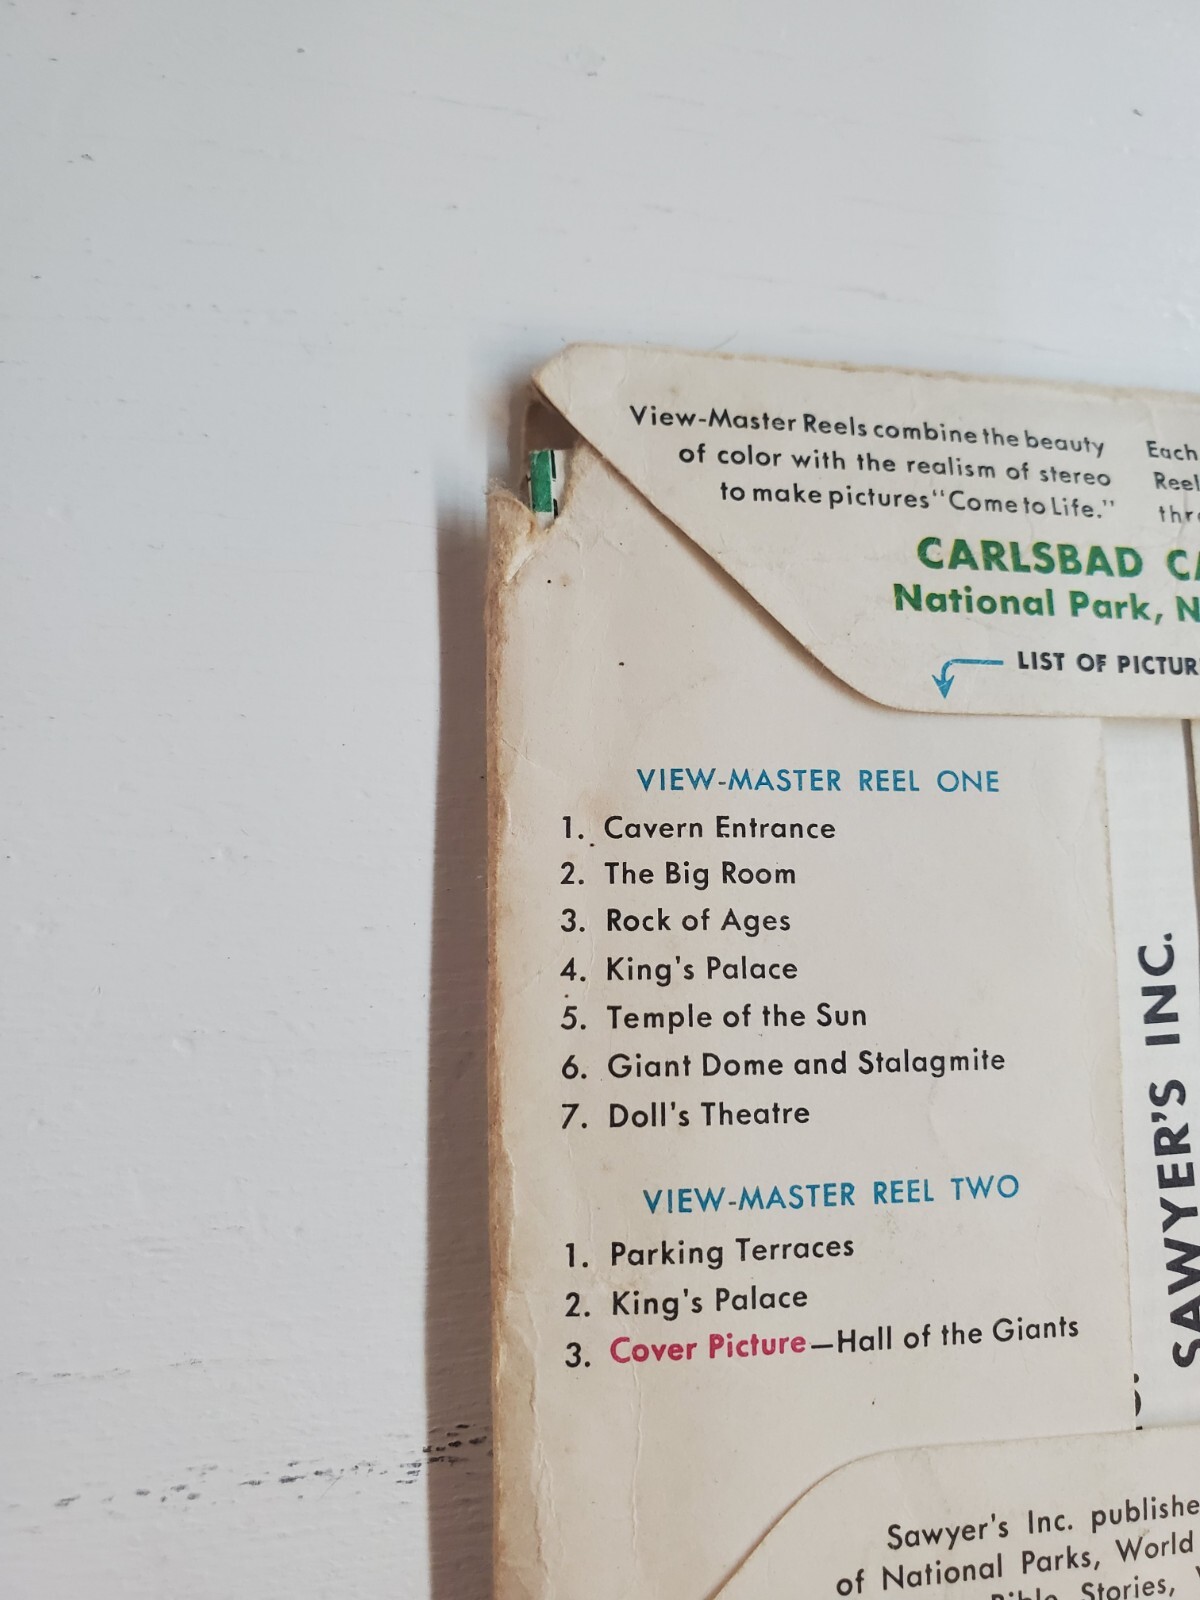 View-Master Reels combine the beauty
of color with the realism of stereo
to make pictures "Come to Life."
Each
Reel
CARLSBAD
National Park,
LIST OF
VIEW-MASTER REEL ONE
1. Cavern Entrance
2. The Big Room
3. Rock of Ages
4. King's Palace
5. Temple of the Sun
6. Giant Dome and Stalagmite
7. Doll's Theatre
VIEW-MASTER REEL TWO
1. Parking Terraces
2. King's Palace
3. Cover Picture—Hall of the Giants
SAWYER'S INC.
Sawyer's Inc.
of National Parks, World
Stories,